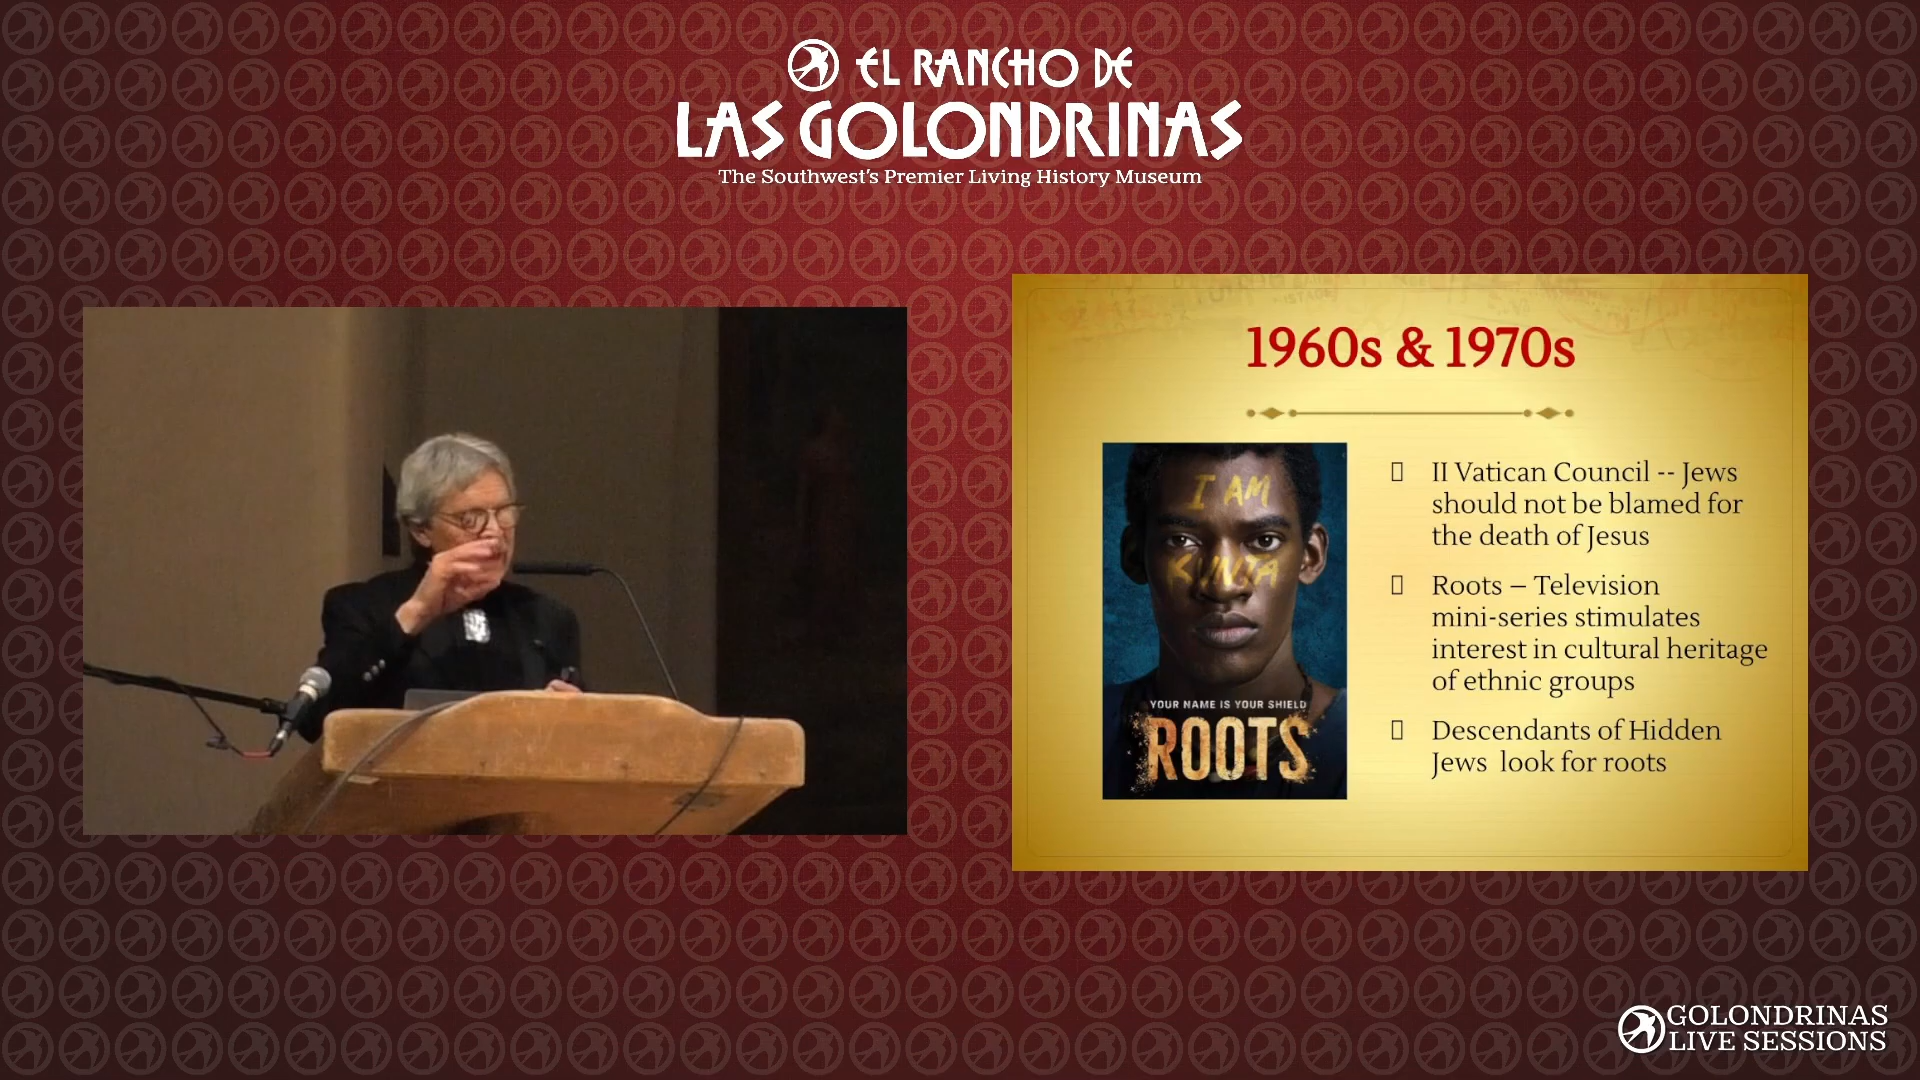 EL RANCHO DE
LAS GOLONDRINAS
The Southwest's Premier Living History Museum
1960s & 1970s
I AM
KUNTA
YOUR NAME IS YOUR SHIELD
ROOTS
II Vatican Council -- Jews
should not be blamed for
the death of Jesus
Roots – Television
mini-series stimulates
interest in cultural heritage
of ethnic groups
Descendants of Hidden
Jews look for roots
GOLONDRINAS
LIVE SESSIONS